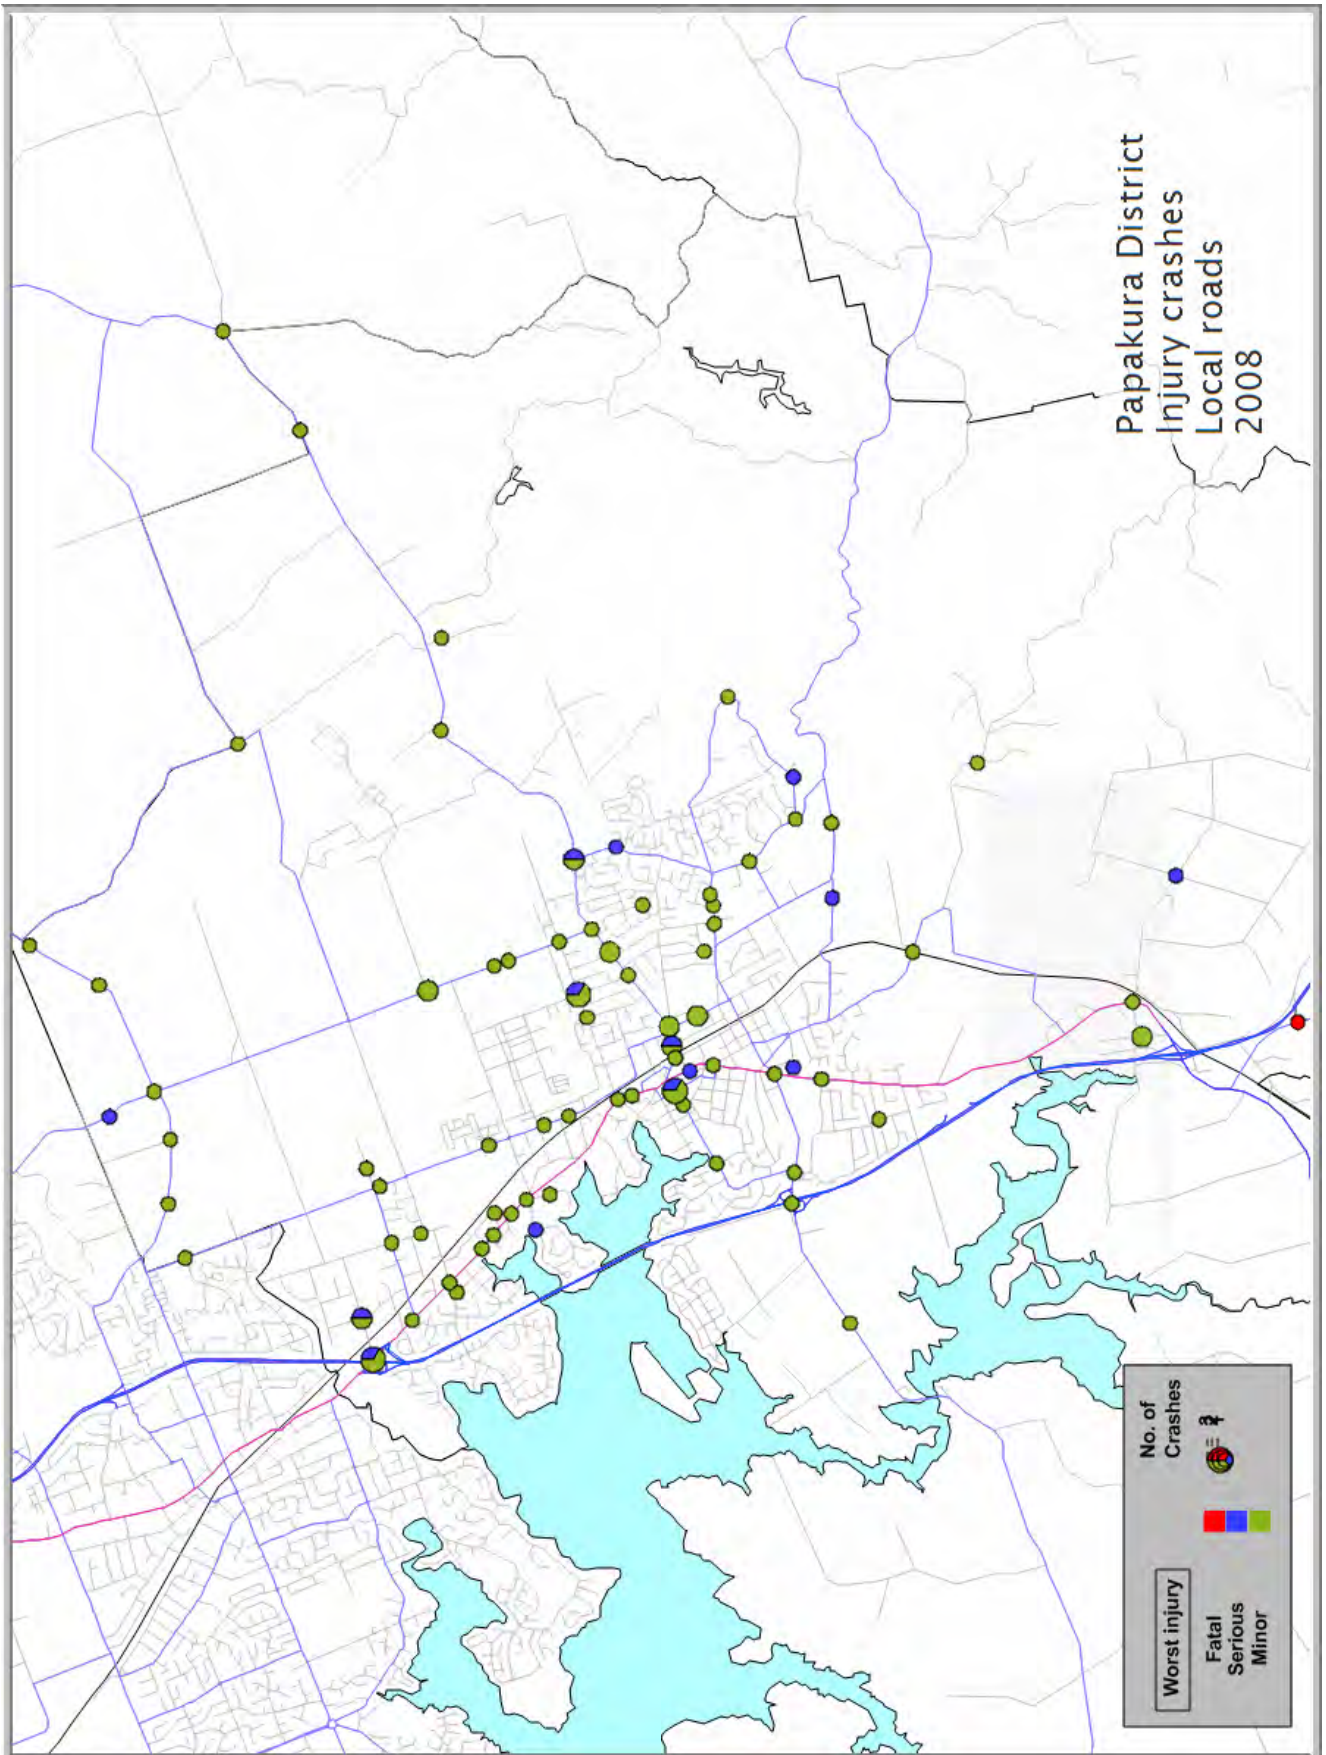 Papakura District
Injury crashes
Local roads
2008
Worst injury
No. of
Crashes
Fatal
Serious
Minor